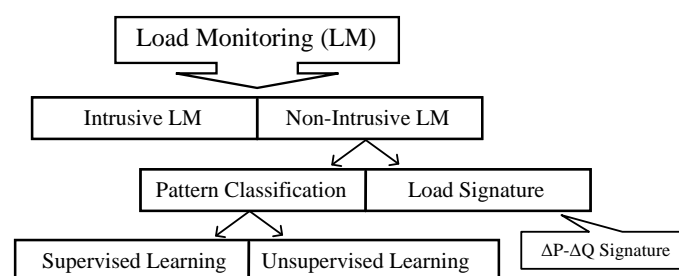 Load Monitoring (LM)
Intrusive LM
Non-Intrusive LM
Pattern Classification
Load Signature
ΔP-ΔQ Signature
Supervised Learning
Unsupervised Learning